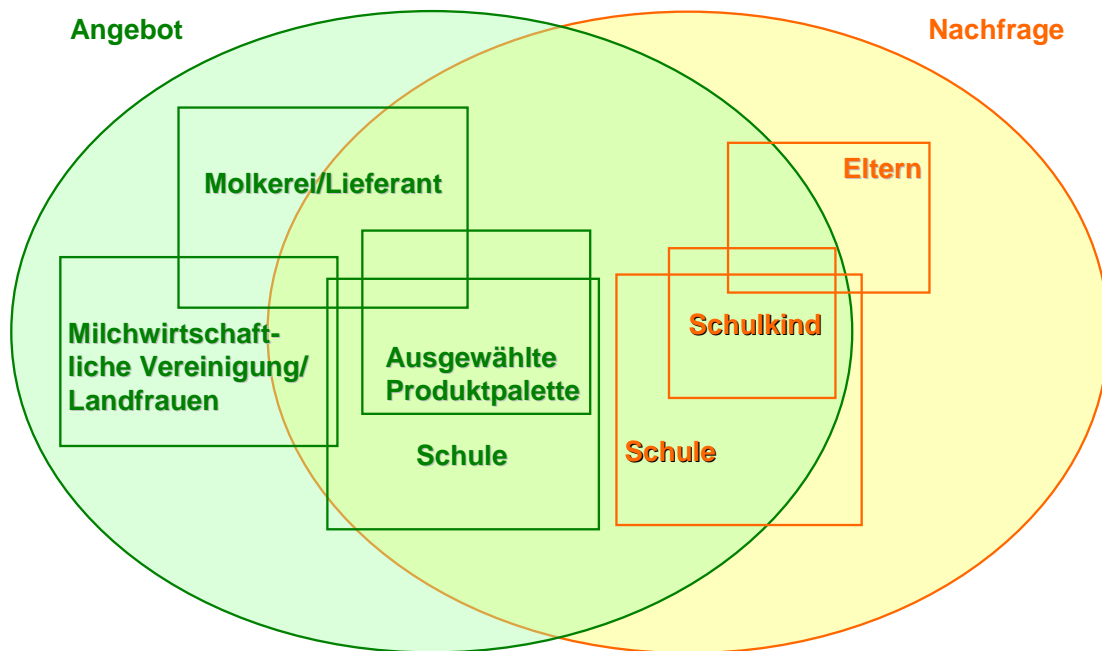 Angebot
Nachfrage
Molkerei/Lieferant
Eltern
Schulkind
Milchwirtschaft-
liche Vereinigung/
Landfrauen
Ausgewählte
Produktpalette
Schule
Schule